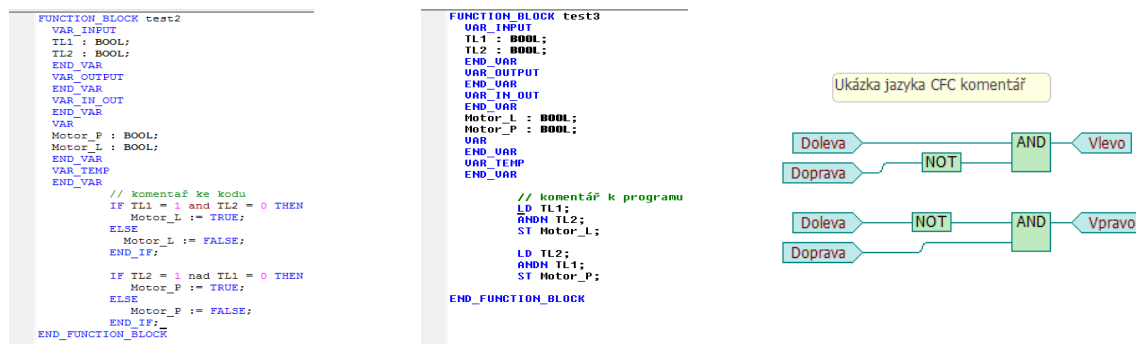 FUNCTION_BLOCK test2
VAR_INPUT
TL1 : BOOL;
TL2 : BOOL;
END_VAR
VAR_OUTPUT
END_VAR
VAR_IN_OUT
END_VAR
VAR
Motor_P : BOOL;
Motor_L : BOOL;
END_VAR
VAR_TEMP
END_VAR
// komentař ke kodu
IF TL1 = 1 and TL2 = 0 THEN
Motor_L := TRUE;
ELSE
Motor_L := FALSE;
END_IF;
IF TL2 = 1 nad TL1 = 0 THEN
Motor_P := TRUE;
ELSE
Motor_P := FALSE;
END_IF;
END_FUNCTION_BLOCK
FUNCTION_BLOCK test3
VAR_INPUT
TL1 : BOOL;
TL2 : BOOL;
END_VAR
VAR_OUTPUT
END_VAR
VAR_IN_OUT
END_VAR
Motor_L : BOOL;
Motor_P : BOOL;
VAR
END_VAR
VAR_TEMP
END_VAR
// komentář k programu
LD TL1;
ANDN TL2;
ST Motor_L;
LD TL2;
ANDN TL1;
ST Motor_P;
END_FUNCTION_BLOCK
Ukázka jazyka CFC komentář
Doleva AND Vlevo
Doprava NOT
Doleva NOT AND Vpravo
Doprava